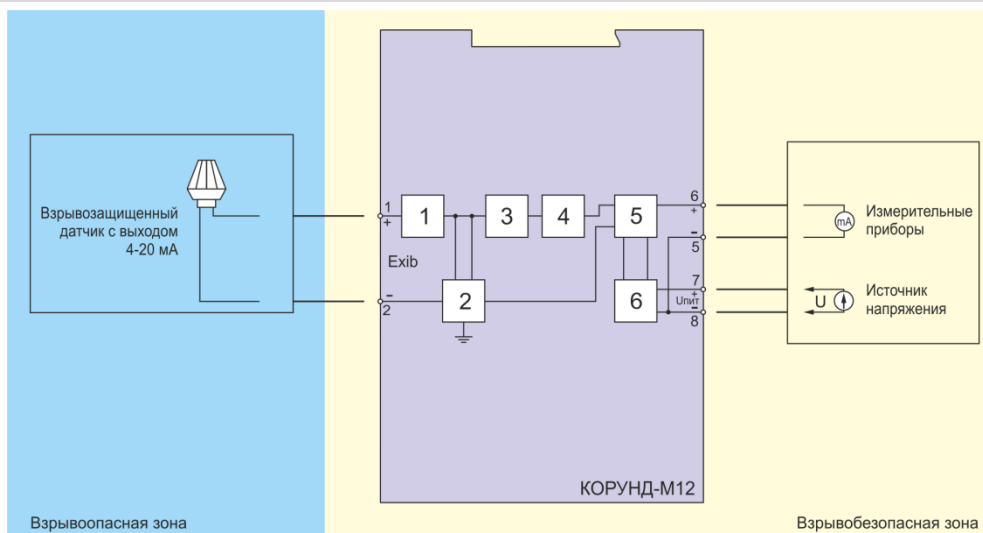 Взрывозащищенный
датчик с выходом
4-20 мА
1
+
Exib
-
2
1
2
3
4
5
6
6
+
-
5
7
+
Uпит
-
8
mA
Измерительные
приборы
U
Источник
напряжения
КОРУНД-М12
Взрывоопасная зона
Взрывобезопасная зона